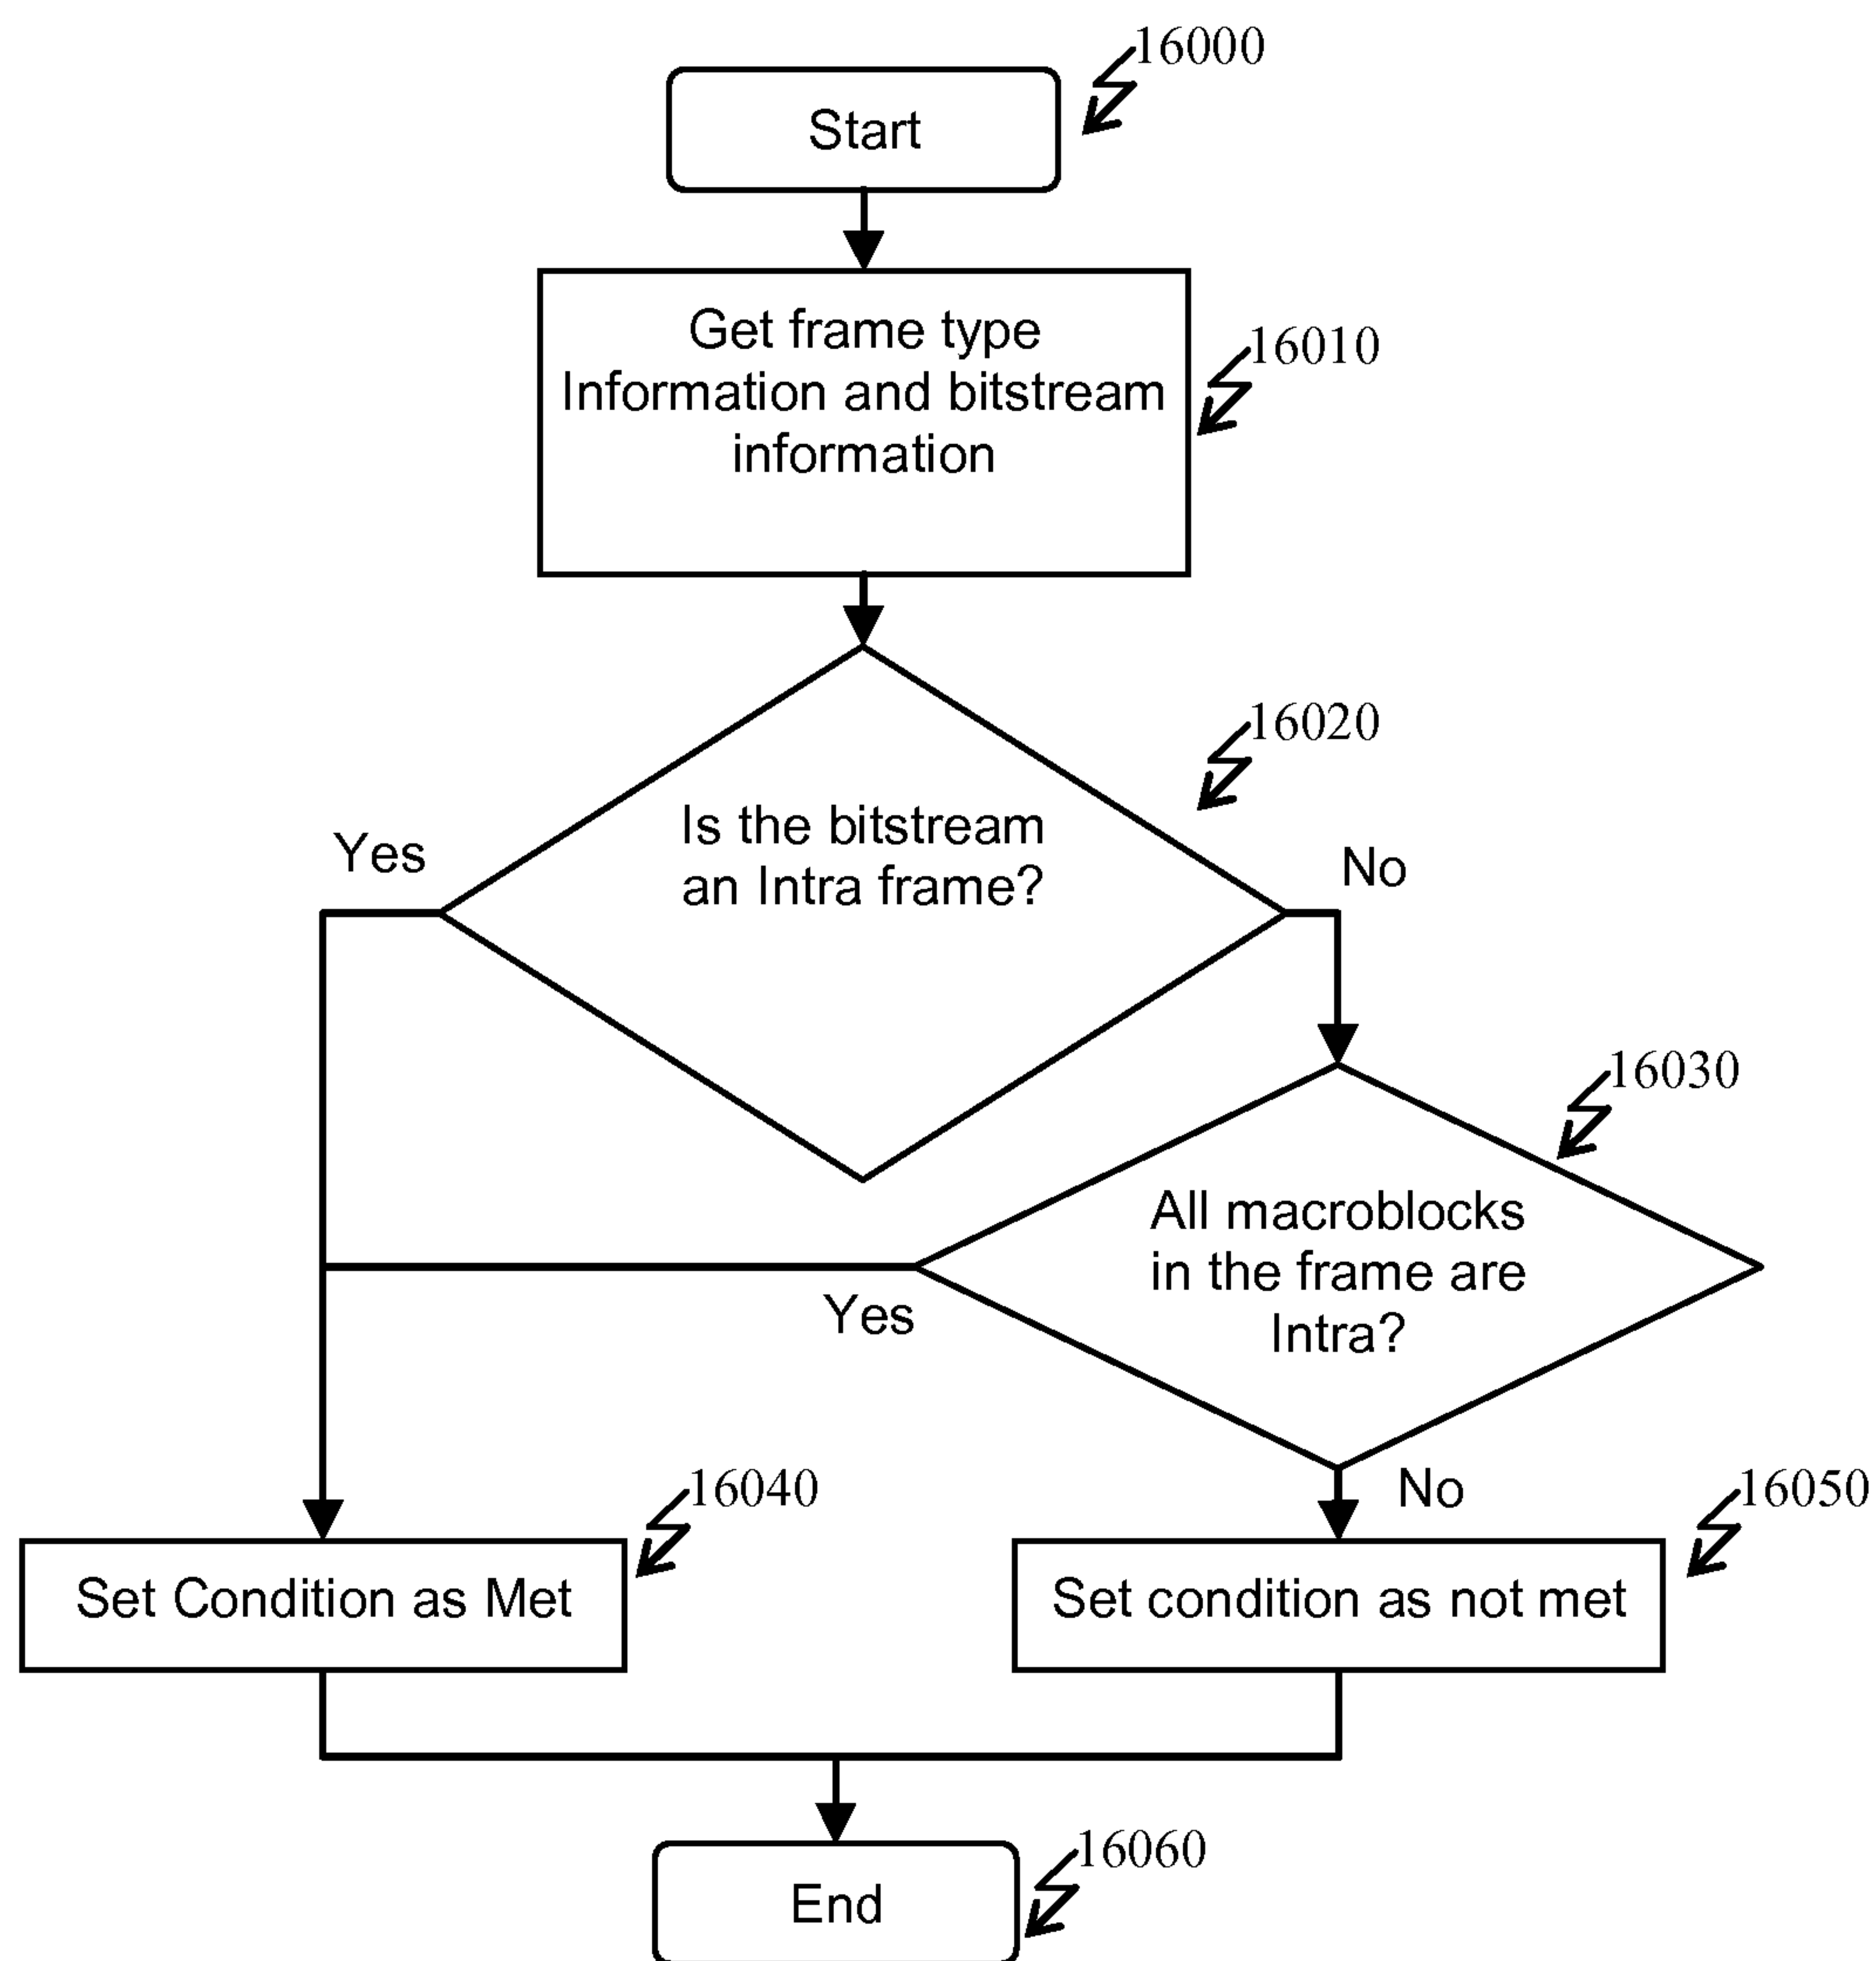 16000
Start
Get frame type
Information and bitstream
information
16010
16020
Is the bitstream
an Intra frame?
Yes
No
16030
All macroblocks
in the frame are
Intra?
Yes
No
16040
16050
Set Condition as Met
Set condition as not met
16060
End